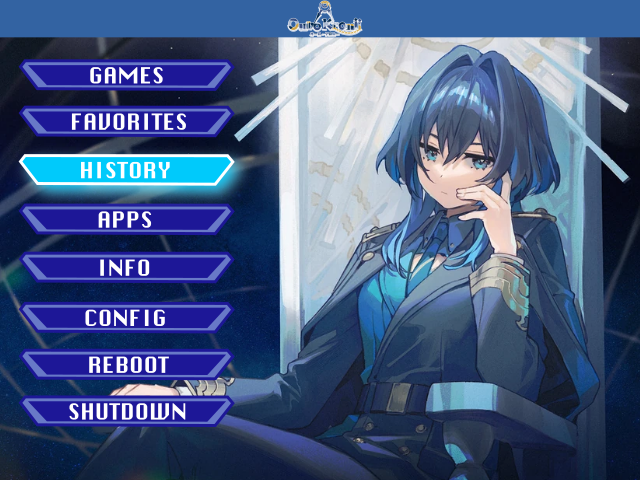 GAMES
FAVORITES
HISTORY
APPS
INFO
CONFIG
REBOOT
SHUTDOWN